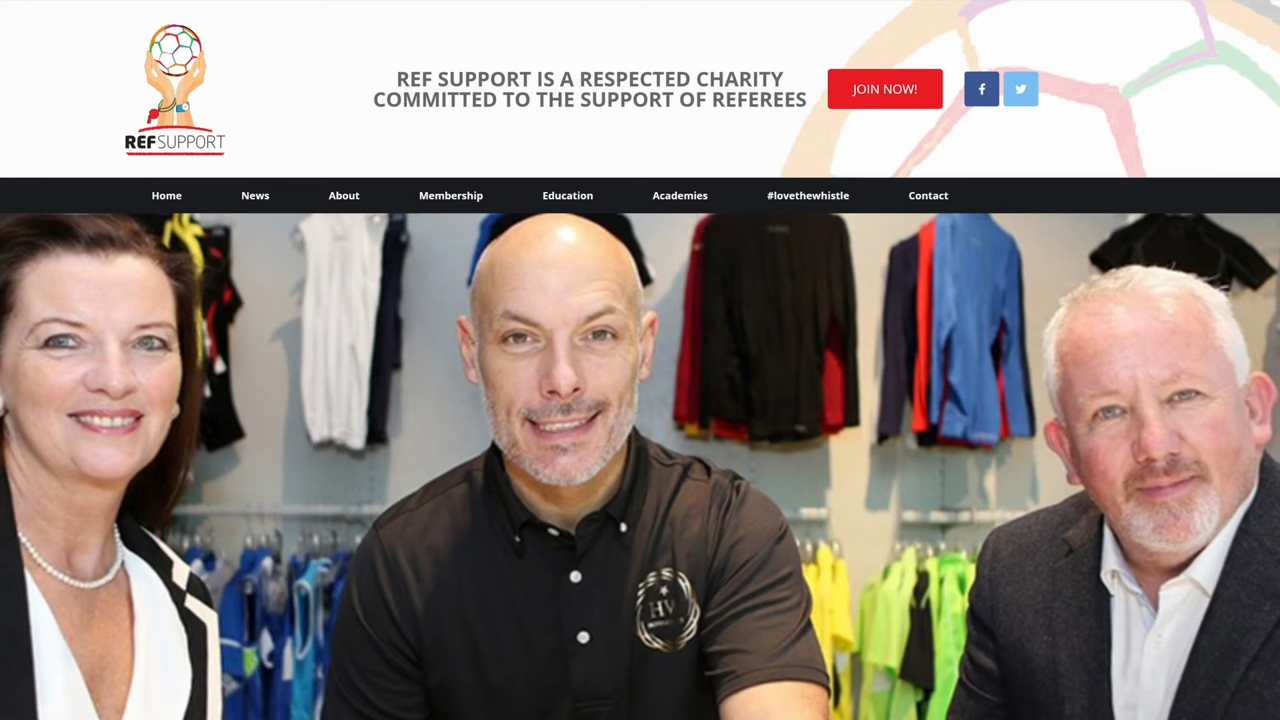 REF SUPPORT IS A RESPECTED CHARITY
COMMITTED TO THE SUPPORT OF REFEREES
JOIN NOW!
REFSUPPORT
Home News About Membership Education Academies #lovethewhistle Contact
HV